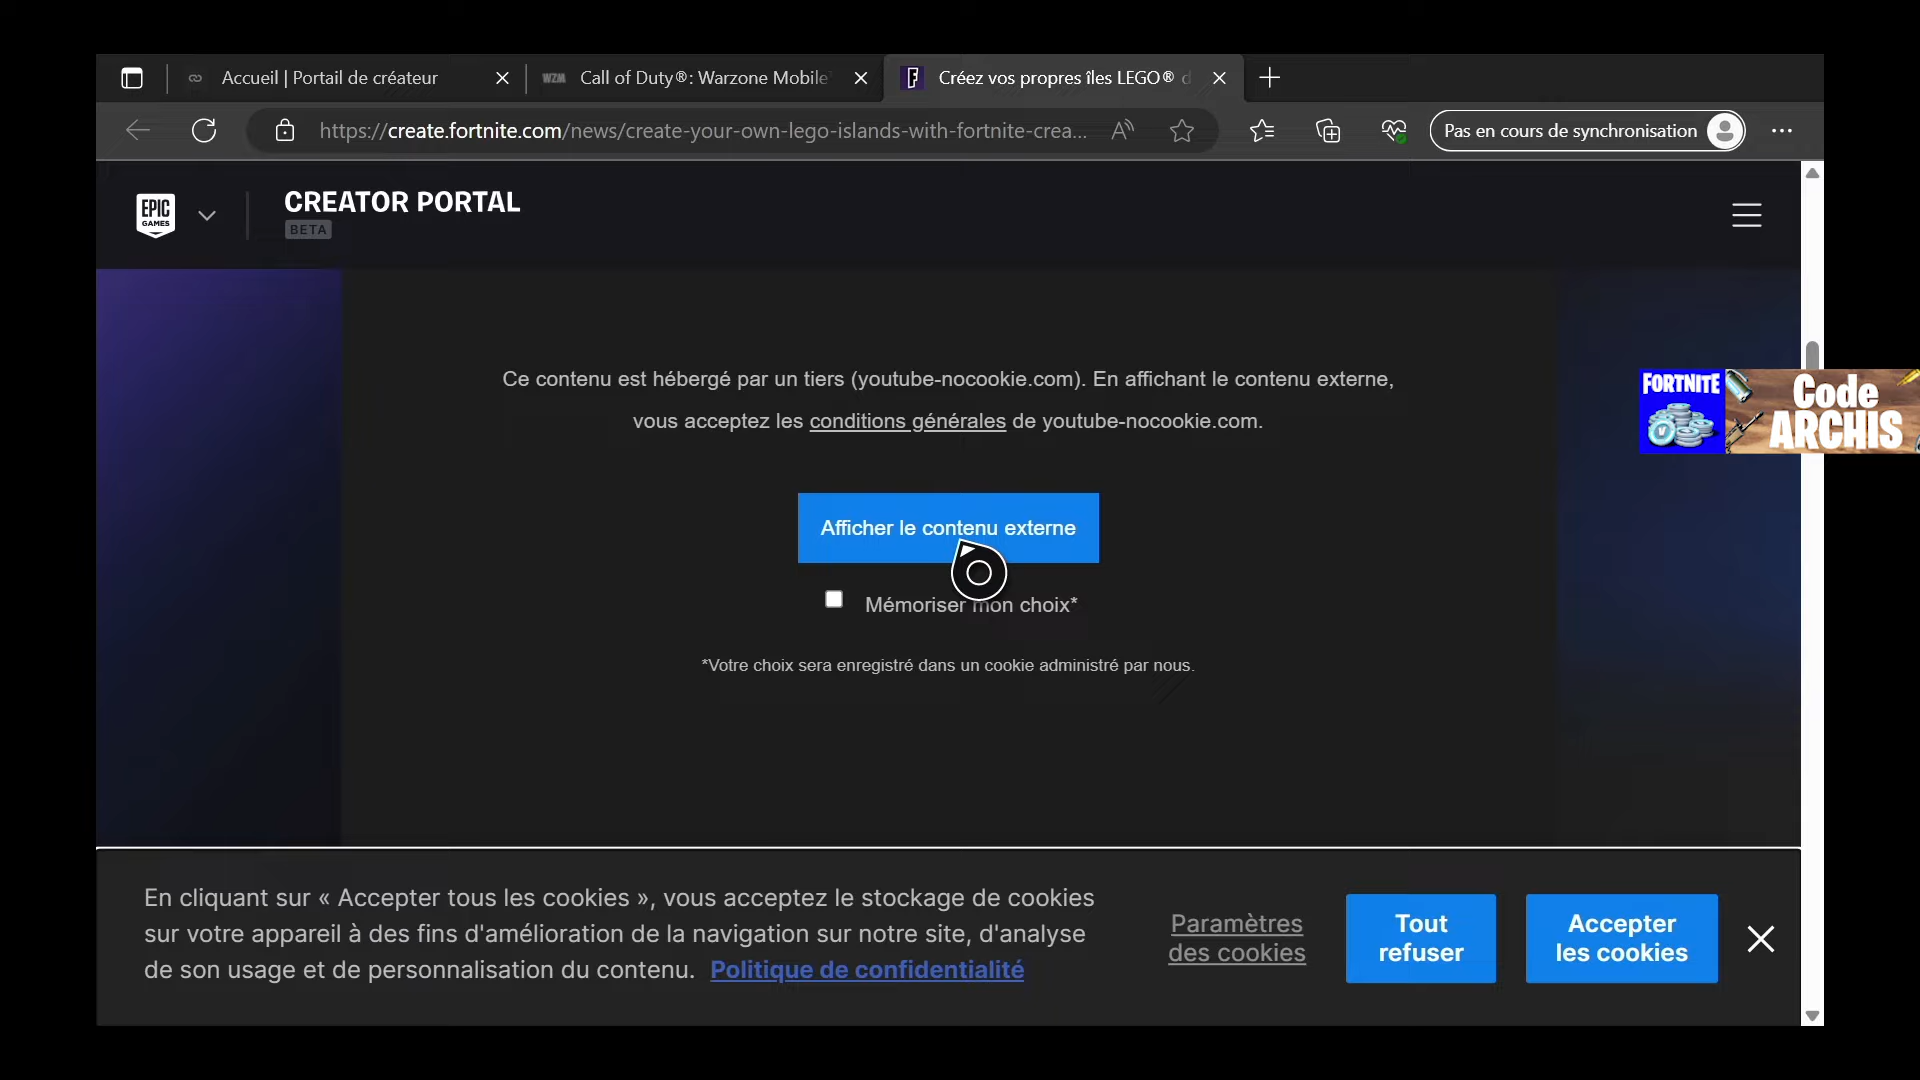 Accueil | Portail de créateur
WZM
Call of Duty®: Warzone Mobile
Créez vos propres îles LEGO® d
https://create.fortnite.com/news/create-your-own-lego-islands-with-fortnite-crea...
Pas en cours de synchronisation
EPIC
GAMES
CREATOR PORTAL
BETA
Ce contenu est hébergé par un tiers (youtube-nocookie.com). En affichant le contenu externe,
vous acceptez les conditions générales de youtube-nocookie.com.
FORTNITE
Code
ARCHIS
Afficher le contenu externe
Mémoriser mon choix*
*Votre choix sera enregistré dans un cookie administré par nous.
En cliquant sur « Accepter tous les cookies », vous acceptez le stockage de cookies
sur votre appareil à des fins d'amélioration de la navigation sur notre site, d'analyse
de son usage et de personnalisation du contenu. Politique de confidentialité
Paramètres
des cookies
Tout
refuser
Accepter
les cookies